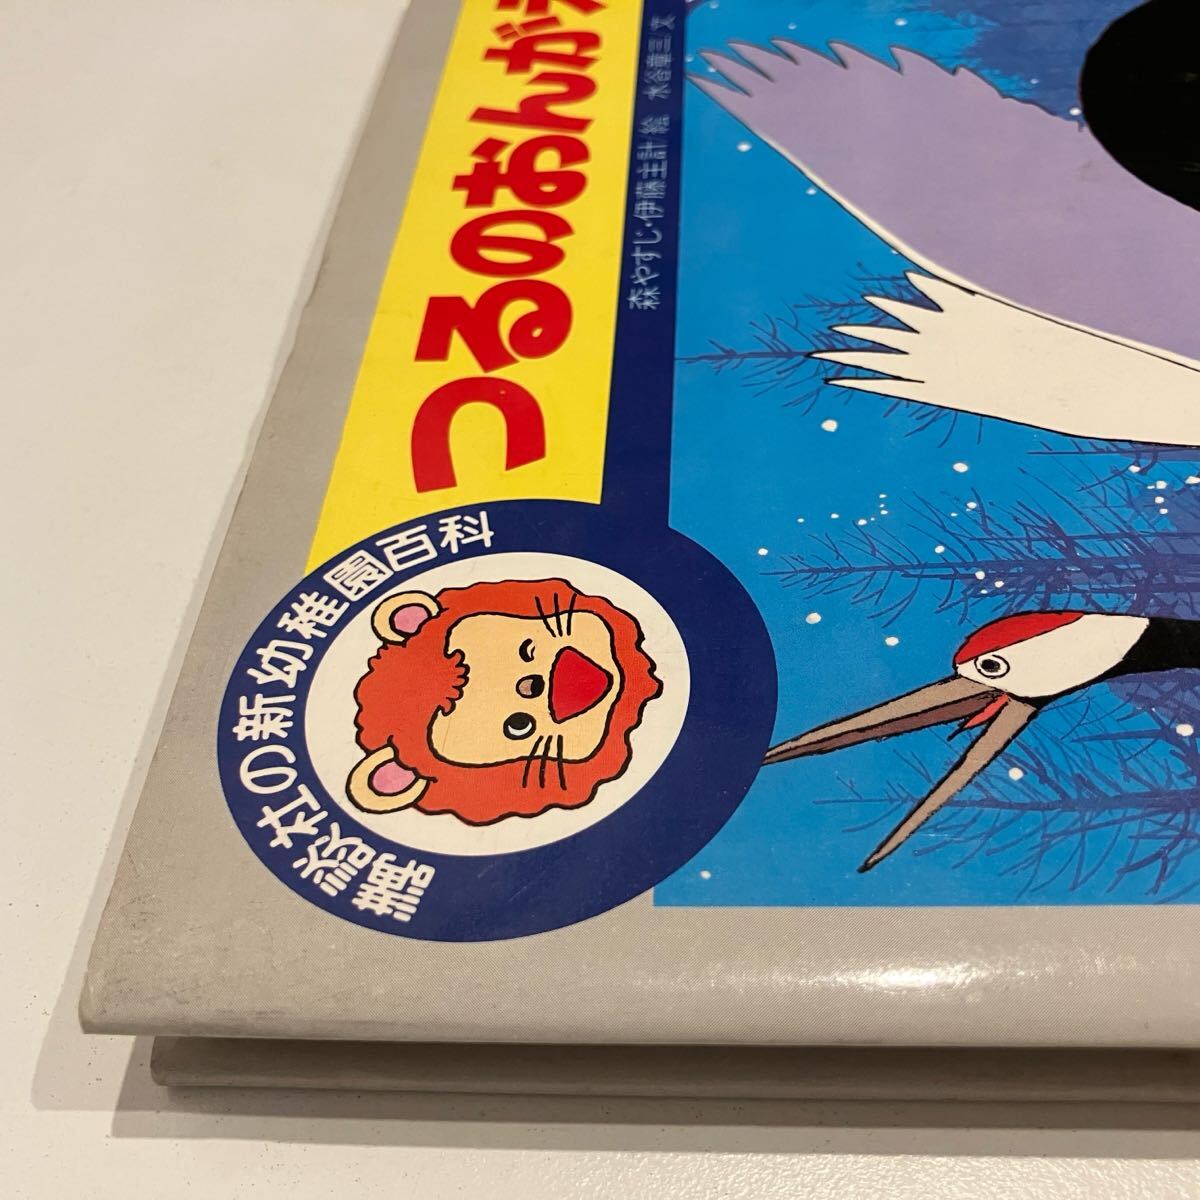 講談社の新幼稚園百科
つるのおんが
森やすじ・伊藤主計/絵 水谷章三/文